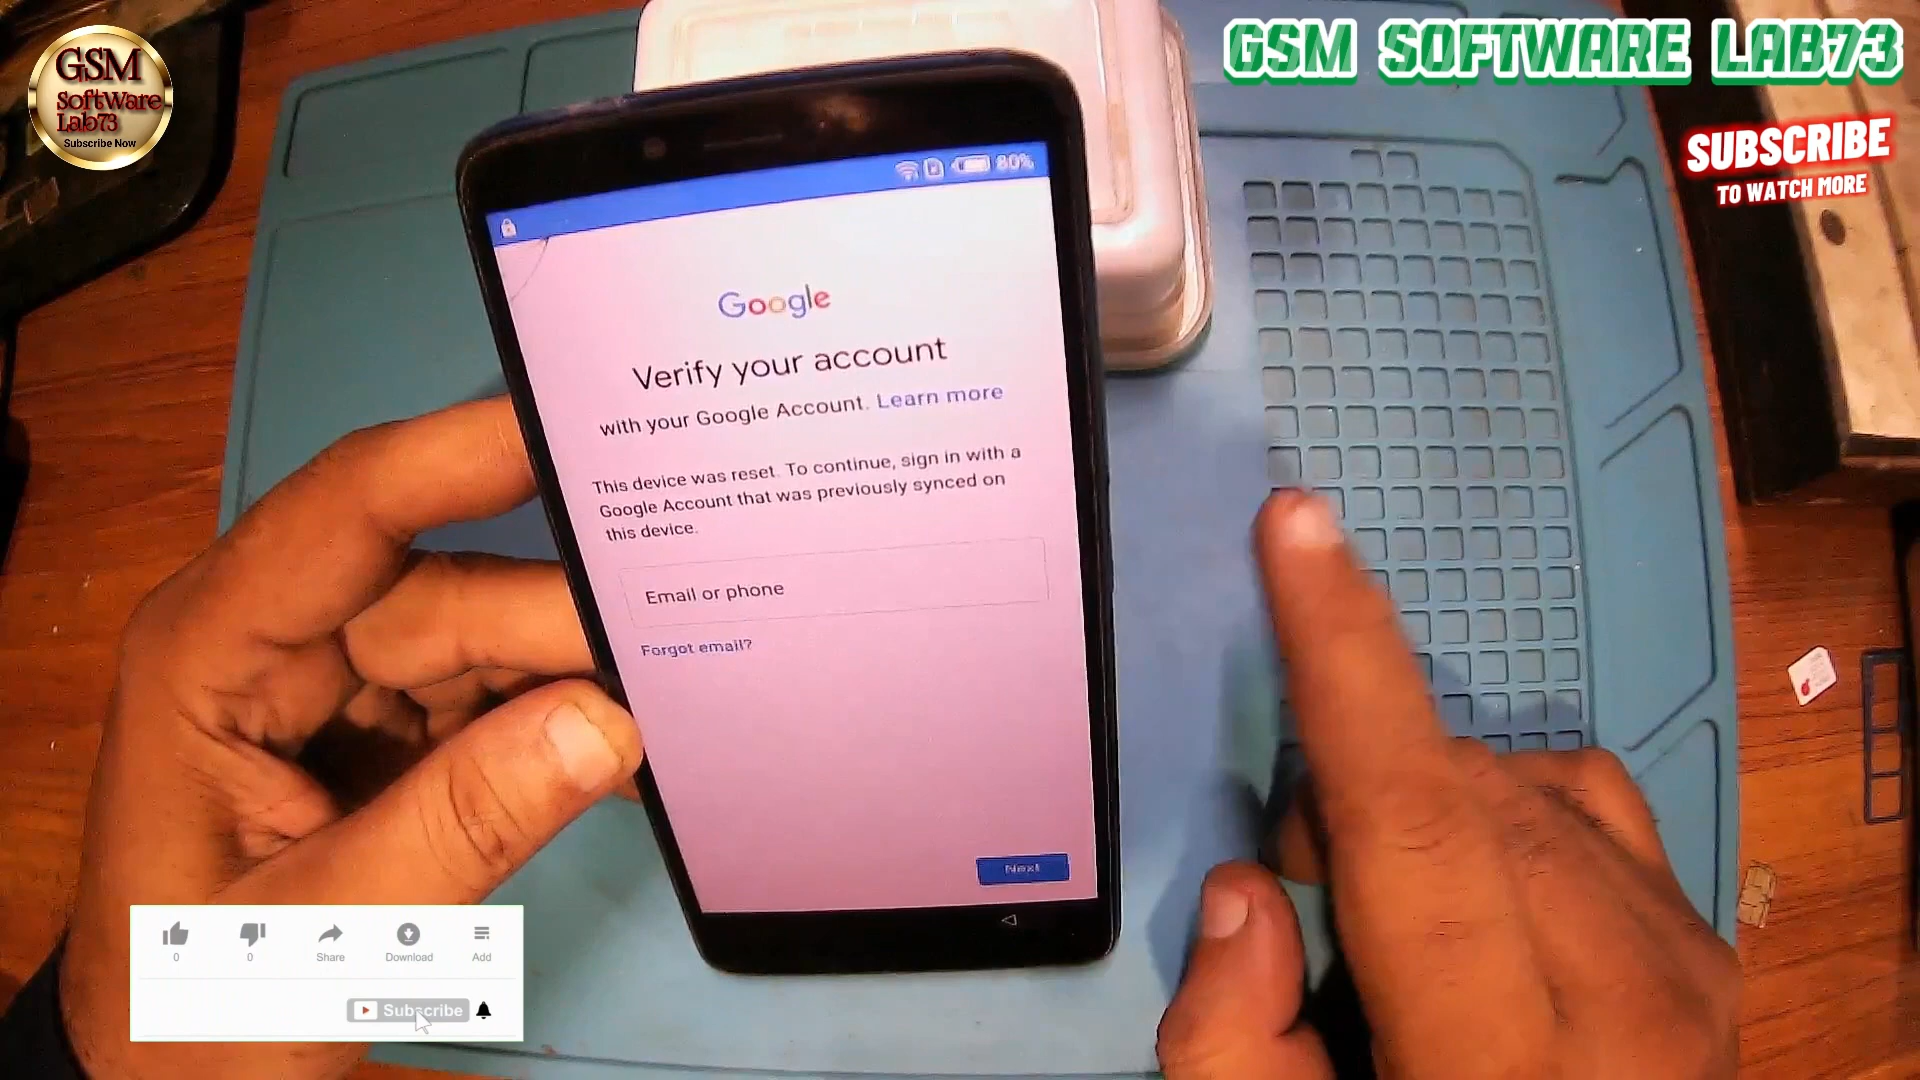 GSM
SoftWare
Lab73
Subscribe Now
GSM SOFTWARE LAB73
SUBSCRIBE
TO WATCH MORE
80%
Google
Verify your account
with your Google Account. Learn more
This device was reset. To continue, sign in with a
Google Account that was previously synced on
this device.
Email or phone
Forgot email?
Next
0
0
Share
Download
Add
Subscribe